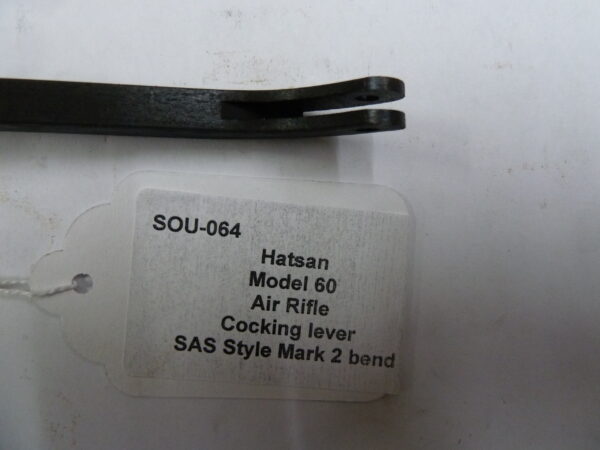 SOU-064
Hatsan
Model 60
Air Rifle
Cocking lever
SAS Style Mark 2 bend